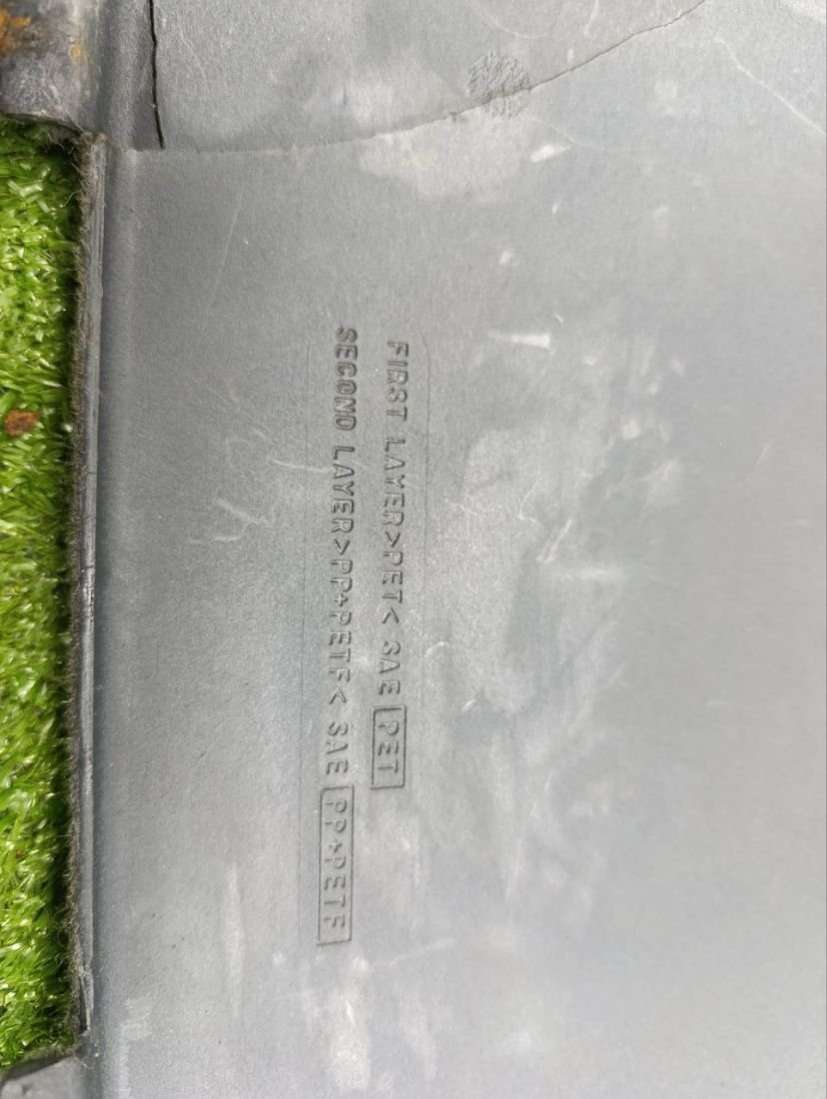 FIRST LAYER>PET< SAE PET
SECOND LAYER>PP+PETF< SAE PP+PETF